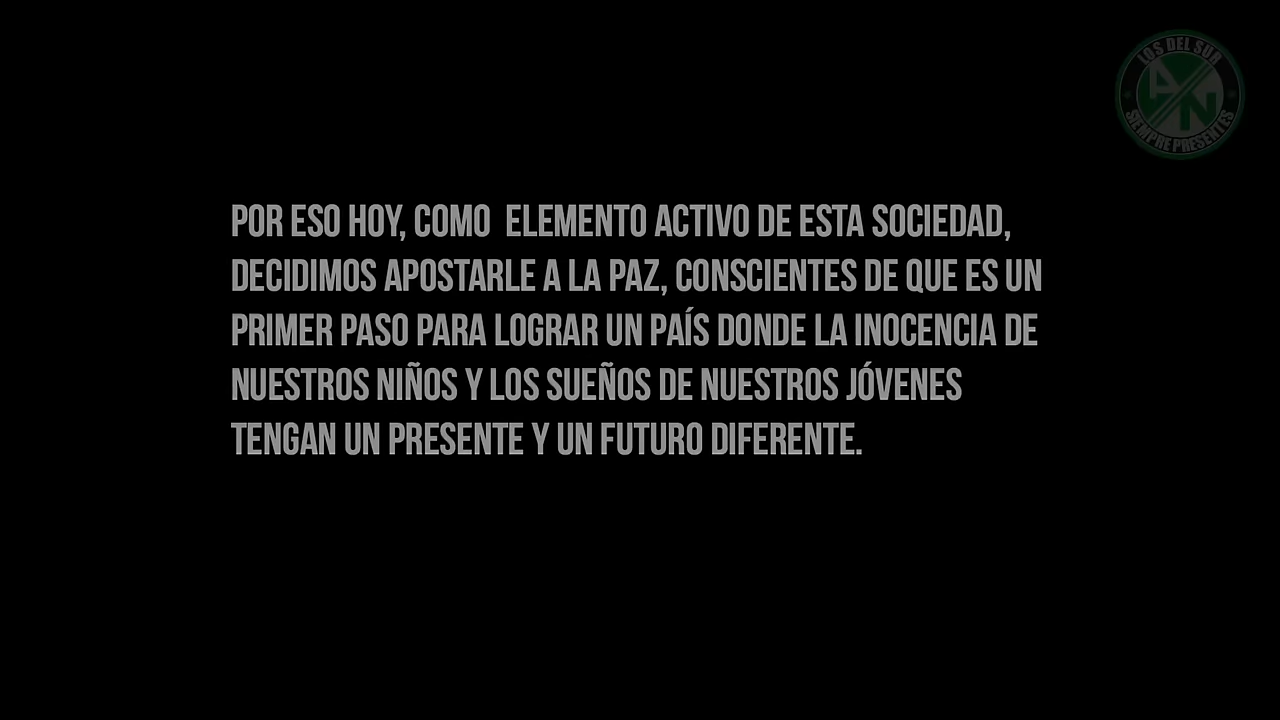 LOS DEL SUR
AN
SIEMPRE PRESENTES
POR ESO HOY, COMO ELEMENTO ACTIVO DE ESTA SOCIEDAD,
DECIDIMOS APOSTARLE A LA PAZ, CONSCIENTES DE QUE ES UN
PRIMER PASO PARA LOGRAR UN PAÍS DONDE LA INOCENCIA DE
NUESTROS NIÑOS Y LOS SUEÑOS DE NUESTROS JÓVENES
TENGAN UN PRESENTE Y UN FUTURO DIFERENTE.